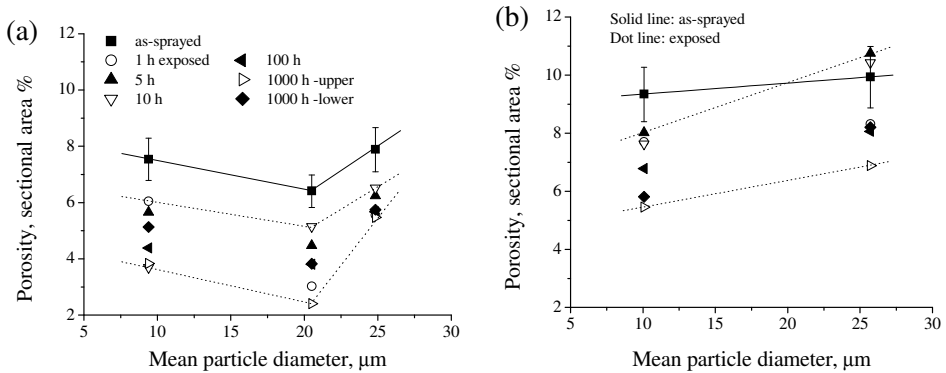 (a)
12
10
8
6
4
2
5
10
15
20
25
30
Porosity, sectional area %
Mean particle diameter, μm
as-sprayed
1 h exposed
5 h
10 h
100 h
1000 h -upper
1000 h -lower
(b)
12
10
8
6
4
2
5
10
15
20
25
30
Porosity, sectional area %
Mean particle diameter, μm
Solid line: as-sprayed
Dot line: exposed